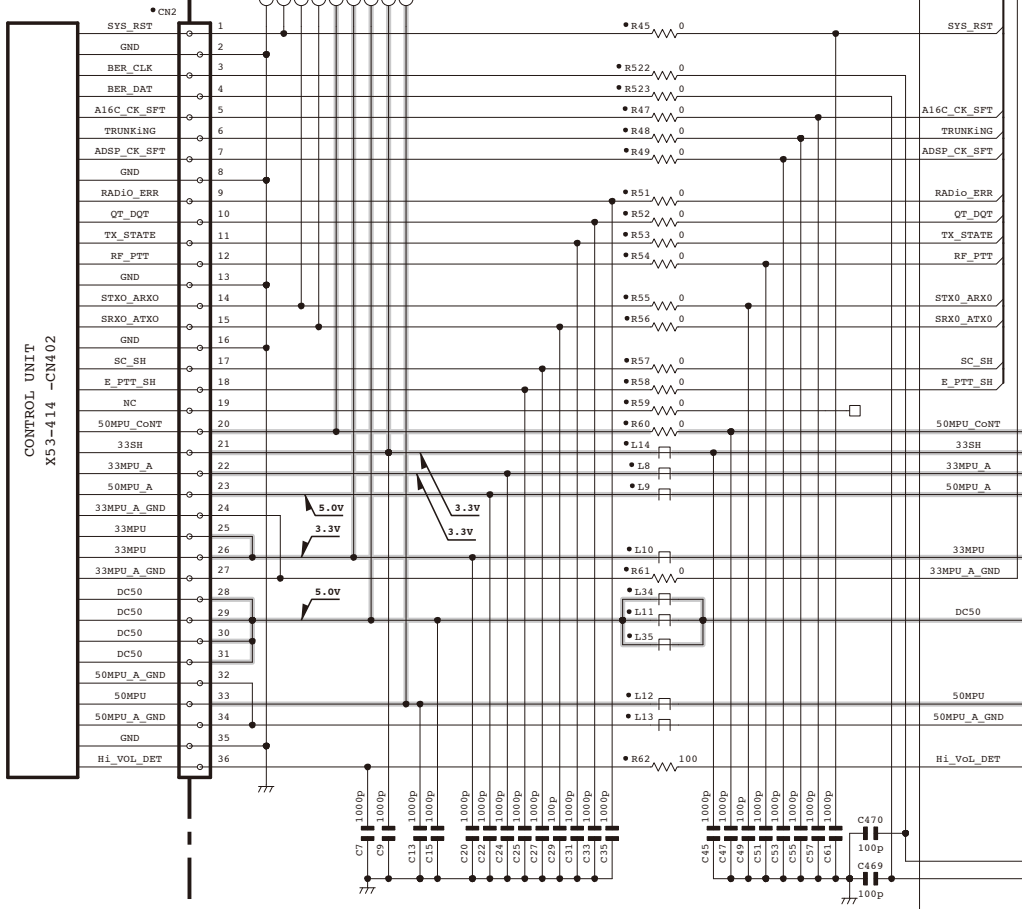 CN2
SYS_RST 1 R45 0 SYS_RST
GND 2
BER_CLK 3 R522 0
BER_DAT 4 R523 0
A16C_CK_SFT 5 R47 0 A16C_CK_SFT
TRUNKiNG 6 R48 0 TRUNKiNG
ADSP_CK_SFT 7 R49 0 ADSP_CK_SFT
GND 8
RADiO_ERR 9 R51 0 RADio_ERR
QT_DQT 10 R52 0 QT_DQT
TX_STATE 11 R53 0 TX_STATE
RF_PTT 12 R54 0 RF_PTT
GND 13
STXO_ARXO 14 R55 0 STX0_ARX0
SRXO_ATXO 15 R56 0 SRX0_ATX0
GND 16
SC_SH 17 R57 0 SC_SH
E_PTT_SH 18 R58 0 E_PTT_SH
NC 19 R59 0
50MPU_CoNT 20 R60 0 50MPU_CoNT
33SH 21 L14 33SH
33MPU_A 22 L8 33MPU_A
50MPU_A 23 L9 50MPU_A
33MPU_A_GND 24 5.0V 3.3V
33MPU 25 3.3V 3.3V
33MPU 26 L10 33MPU
33MPU_A_GND 27 R61 0 33MPU_A_GND
DC50 28 5.0V L34
DC50 29 L11 DC50
DC50 30 L35
DC50 31
50MPU_A_GND 32
50MPU 33 L12 50MPU
50MPU_A_GND 34 L13 50MPU_A_GND
GND 35
Hi_VOL_DET 36 R62 100 Hi_VoL_DET
CONTROL UNIT
X53-414 -CN402
C7 1000p
C9 1000p
C13 1000p
C15 1000p
C20 1000p
C22 1000p
C24 1000p
C25 100p
C27 1000p
C29 100p
C31 1000p
C33 1000p
C35 1000p
C45 1000p
C47 1000p
C49 100p
C51 1000p
C53 1000p
C55 1000p
C57 1000p
C61 1000p
C470
100p
C469
100p